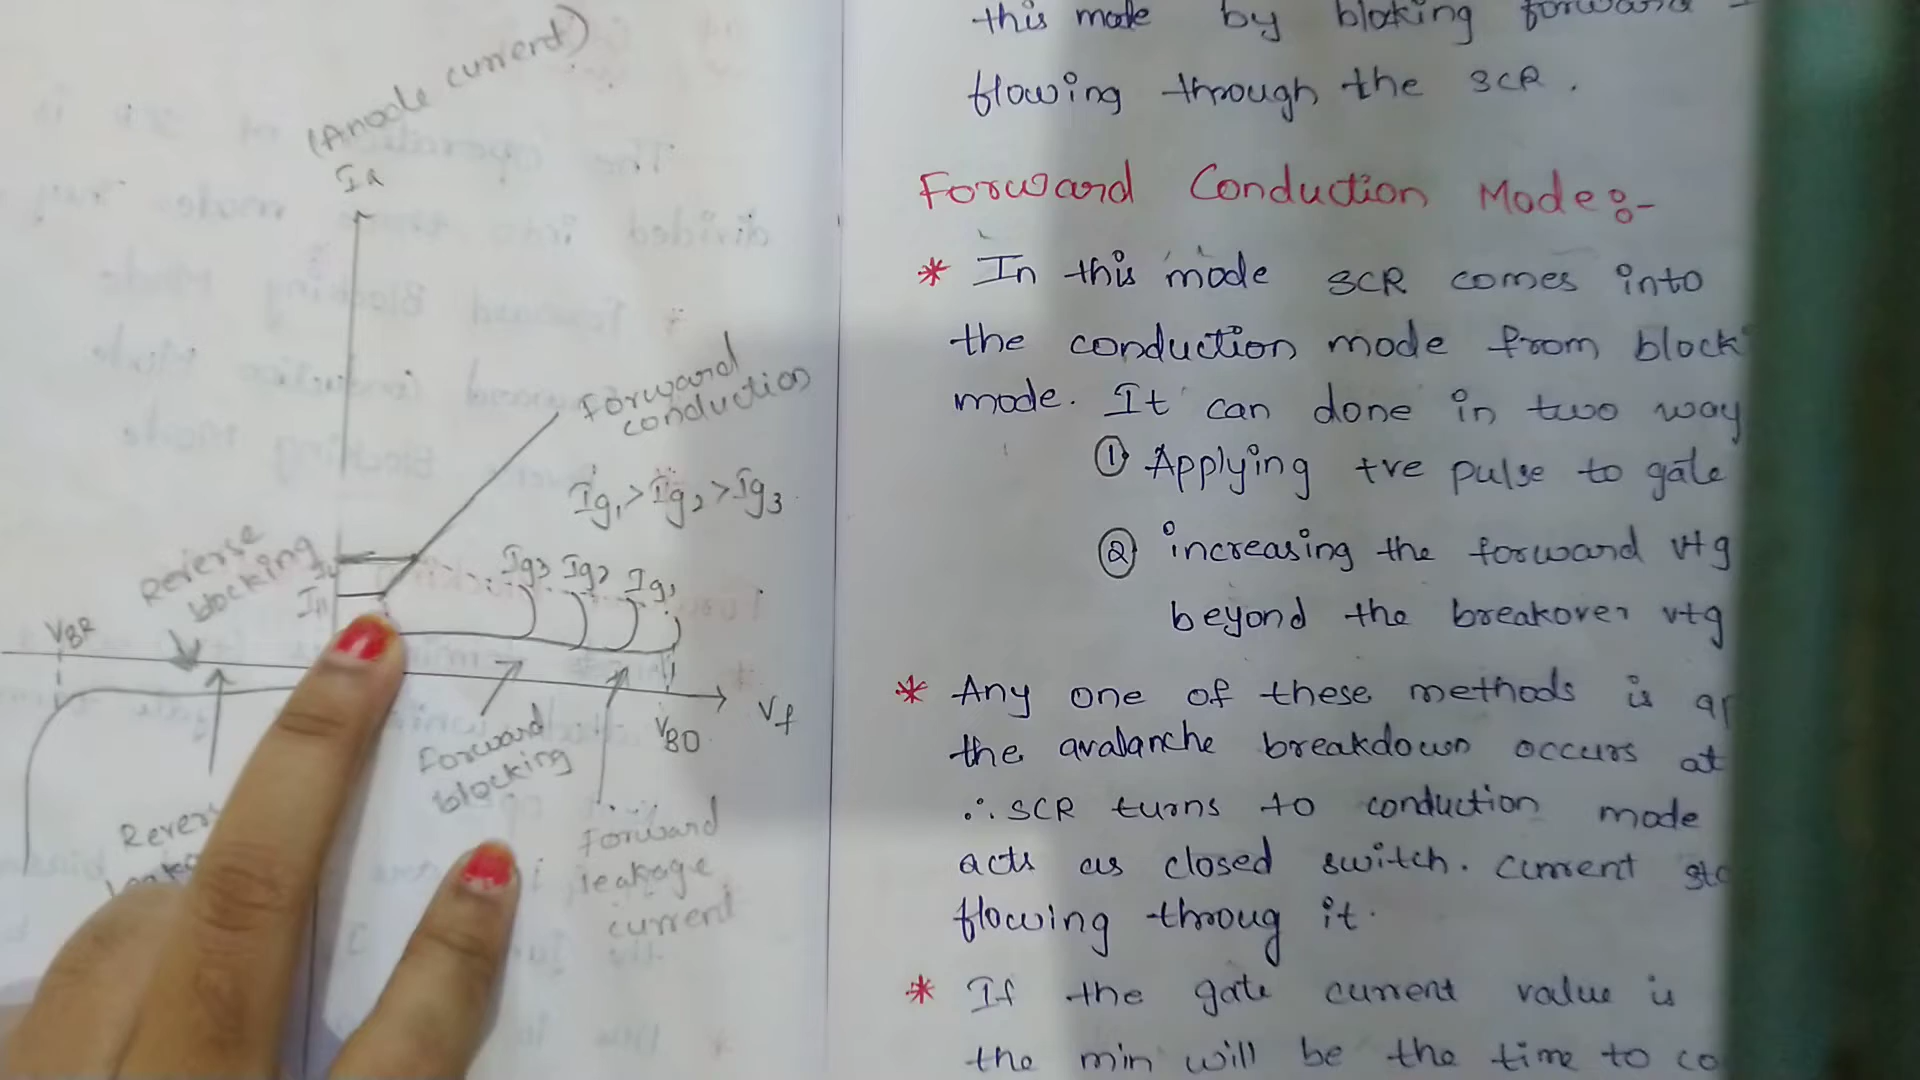 (Anode current)
Ia
Forward
conduction
Ig1 > Ig2 > Ig3
Reverse
blocking
Ig3 Ig2 Ig1
VBR
VBO
Vf
Forward
blocking
Forward
leakage
current
this mode by bloking forward
flowing through the SCR.
Forward Conduction Mode:-
* In this mode SCR comes into
the conduction mode from block
mode. It can done in two way
① Applying +ve pulse to gate
② increasing the forward vtg
beyond the breakover vtg
* Any one of these methods is ap
the avalanche breakdown occurs at
∴ SCR turns to conduction mode
acts as closed switch. current sta
flowing throug it.
* If the gate current value is
the min will be the time to co